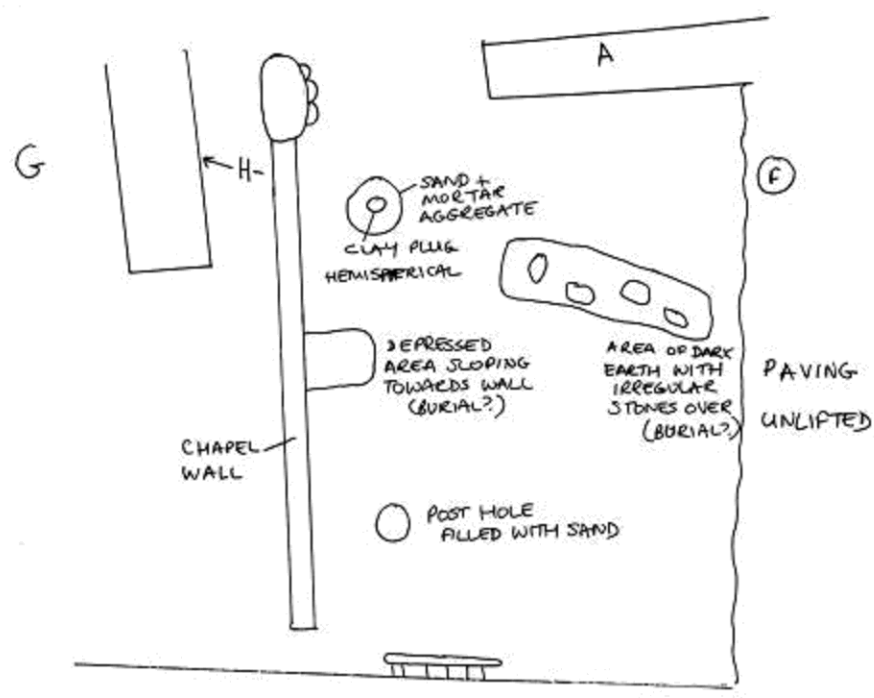 A
G
H-
F
SAND +
MORTAR
AGGREGATE
CLAY PLUG
HEMISPHERICAL
DEPRESSED
AREA SLOPING
TOWARDS WALL
(BURIAL?)
AREA OF DARK
EARTH WITH
IRREGULAR
STONES OVER
(BURIAL?)
PAVING
UNLIFTED
CHAPEL
WALL
POST HOLE
FILLED WITH SAND